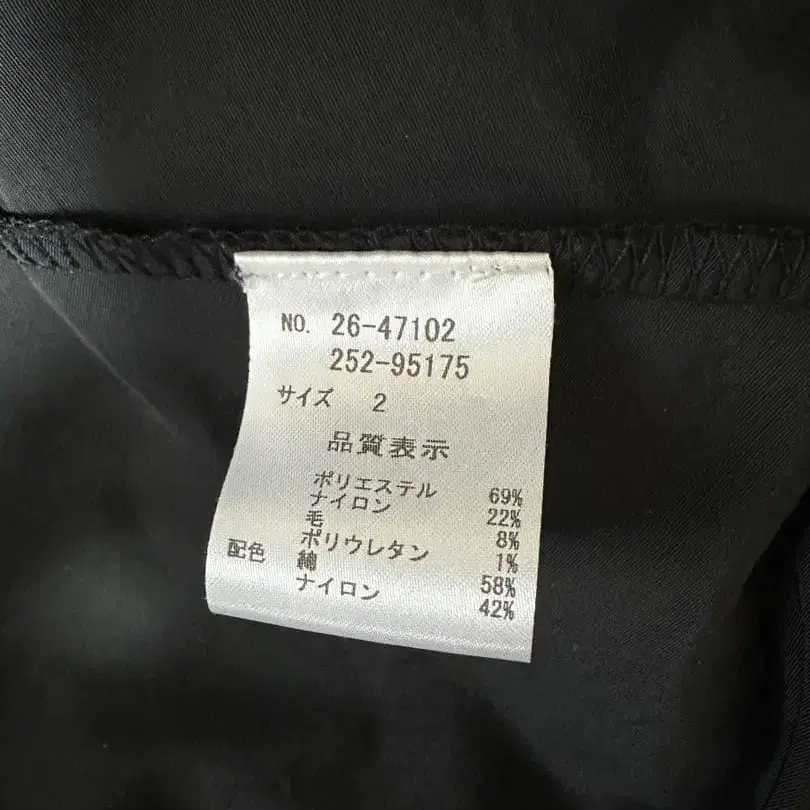 NO. 26-47102
252-95175
サイズ 2
品質表示
ポリエステル 69%
ナイロン 22%
毛 8%
ポリウレタン 1%
配色 綿 58%
ナイロン 42%